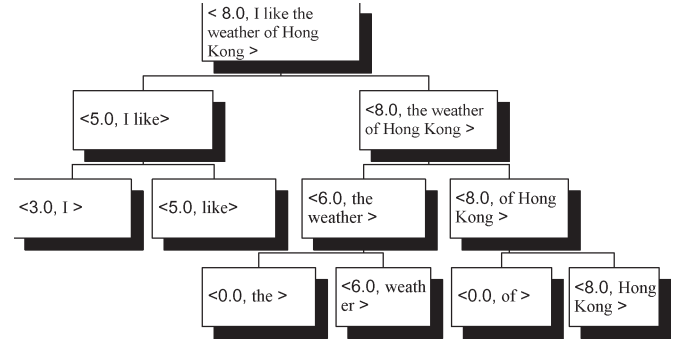 < 8.0, I like the
weather of Hong
Kong >
<5.0, I like>
<8.0, the weather
of Hong Kong >
<3.0, I >
<5.0, like>
<6.0, the
weather >
<8.0, of Hong
Kong >
<0.0, the >
<6.0, weath
er >
<0.0, of >
<8.0, Hong
Kong >